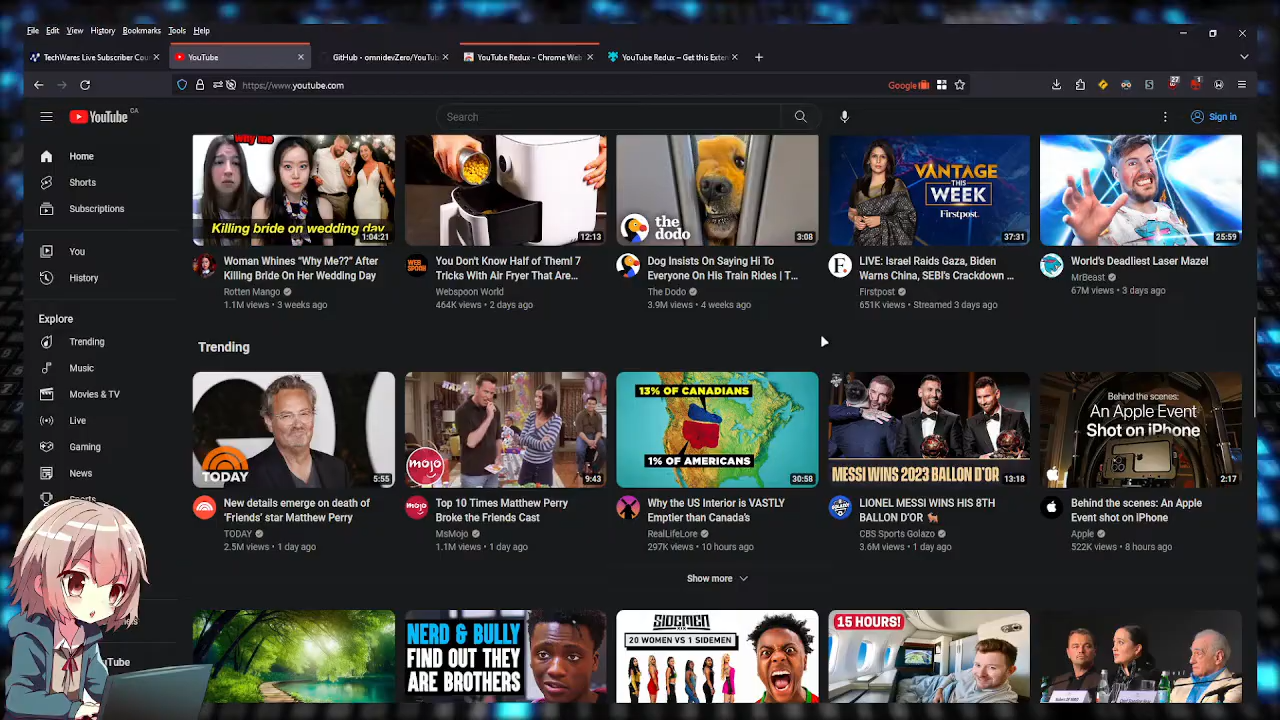 File Edit View History Bookmarks Tools Help
TechWares Live Subscriber Cou
YouTube
GitHub - omnidevZero/YouTub
YouTube Redux - Chrome Web
YouTube Redux – Get this Exten
https://www.youtube.com
Google
27
1
YouTube CA
Search
Sign in
Home
Shorts
Subscriptions
You
History
Explore
Trending
Music
Movies & TV
Live
Gaming
News
Sports
why me
Killing bride on wedding day
1:04:21
12:13
the
dodo
3:08
VANTAGE
THIS
WEEK
Firstpost
37:31
25:59
Woman Whines “Why Me??” After
Killing Bride On Her Wedding Day
Rotten Mango
1.1M views • 3 weeks ago
WEB
SPOON
You Don't Know Half of Them! 7
Tricks With Air Fryer That Are...
Webspoon World
464K views • 2 days ago
Dog Insists On Saying Hi To
Everyone On His Train Rides | T...
The Dodo
3.9M views • 4 weeks ago
F.
LIVE: Israel Raids Gaza, Biden
Warns China, SEBI's Crackdown ...
Firstpost
651K views • Streamed 3 days ago
World's Deadliest Laser Maze!
MrBeast
67M views • 3 days ago
Trending
TODAY
5:55
mojo
9:43
13% OF CANADIANS
1% OF AMERICANS
30:58
MESSI WINS 2023 BALLON D'OR
13:18
Behind the scenes:
An Apple Event
Shot on iPhone
2:17
New details emerge on death of
‘Friends’ star Matthew Perry
TODAY
2.5M views • 1 day ago
mojo
Top 10 Times Matthew Perry
Broke the Friends Cast
MsMojo
1.1M views • 1 day ago
Why the US Interior is VASTLY
Emptier than Canada's
RealLifeLore
297K views • 10 hours ago
LIONEL MESSI WINS HIS 8TH
BALLON D'OR 🐐
CBS Sports Golazo
3.6M views • 1 day ago
Behind the scenes: An Apple
Event shot on iPhone
Apple
522K views • 8 hours ago
Show more
NERD & BULLY
FIND OUT THEY
ARE BROTHERS
SIDEMEN
20 WOMEN VS 1 SIDEMEN
15 HOURS!